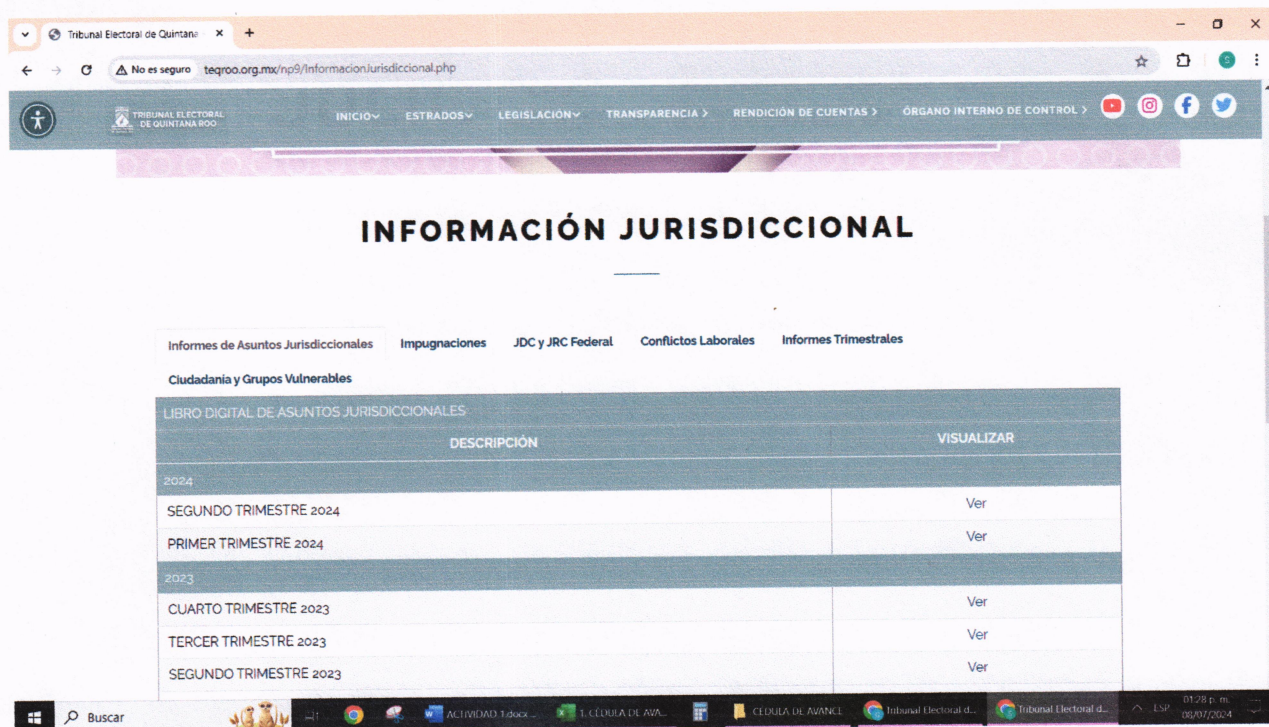 Tribunal Electoral de Quintana
No es seguro teqroo.org.mx/np9/InformacionJurisdiccional.php
TRIBUNAL ELECTORAL
DE QUINTANA ROO
INICIO ESTRADOS LEGISLACIÓN TRANSPARENCIA RENDICIÓN DE CUENTAS ÓRGANO INTERNO DE CONTROL
INFORMACIÓN JURISDICCIONAL
Informes de Asuntos Jurisdiccionales Impugnaciones JDC y JRC Federal Conflictos Laborales Informes Trimestrales
Ciudadania y Grupos Vulnerables
LIBRO DIGITAL DE ASUNTOS JURISDICCIONALES
DESCRIPCIÓN VISUALIZAR
2024
SEGUNDO TRIMESTRE 2024 Ver
PRIMER TRIMESTRE 2024 Ver
2023
CUARTO TRIMESTRE 2023 Ver
TERCER TRIMESTRE 2023 Ver
SEGUNDO TRIMESTRE 2023 Ver
Buscar ACTIVIDAD 1.docx ... 1. CÉDULA DE AVA... CEDULA DE AVANCE Tribunal Electoral d... Tribunal Electoral d... ESP 01:28 p. m.
08/07/2024